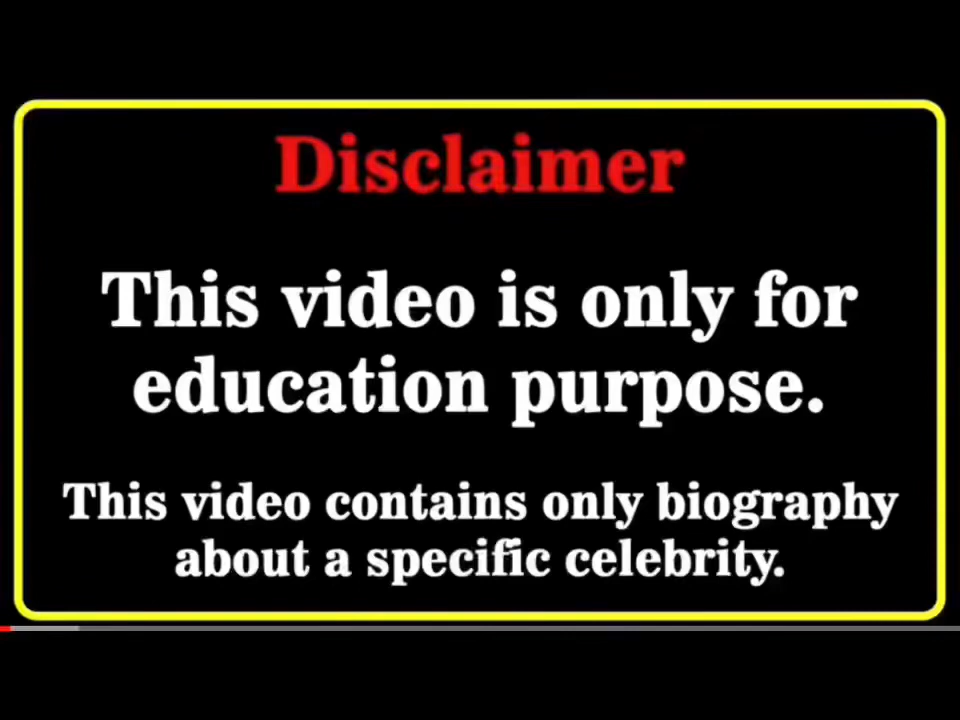 Disclaimer
This video is only for
education purpose.
This video contains only biography
about a specific celebrity.